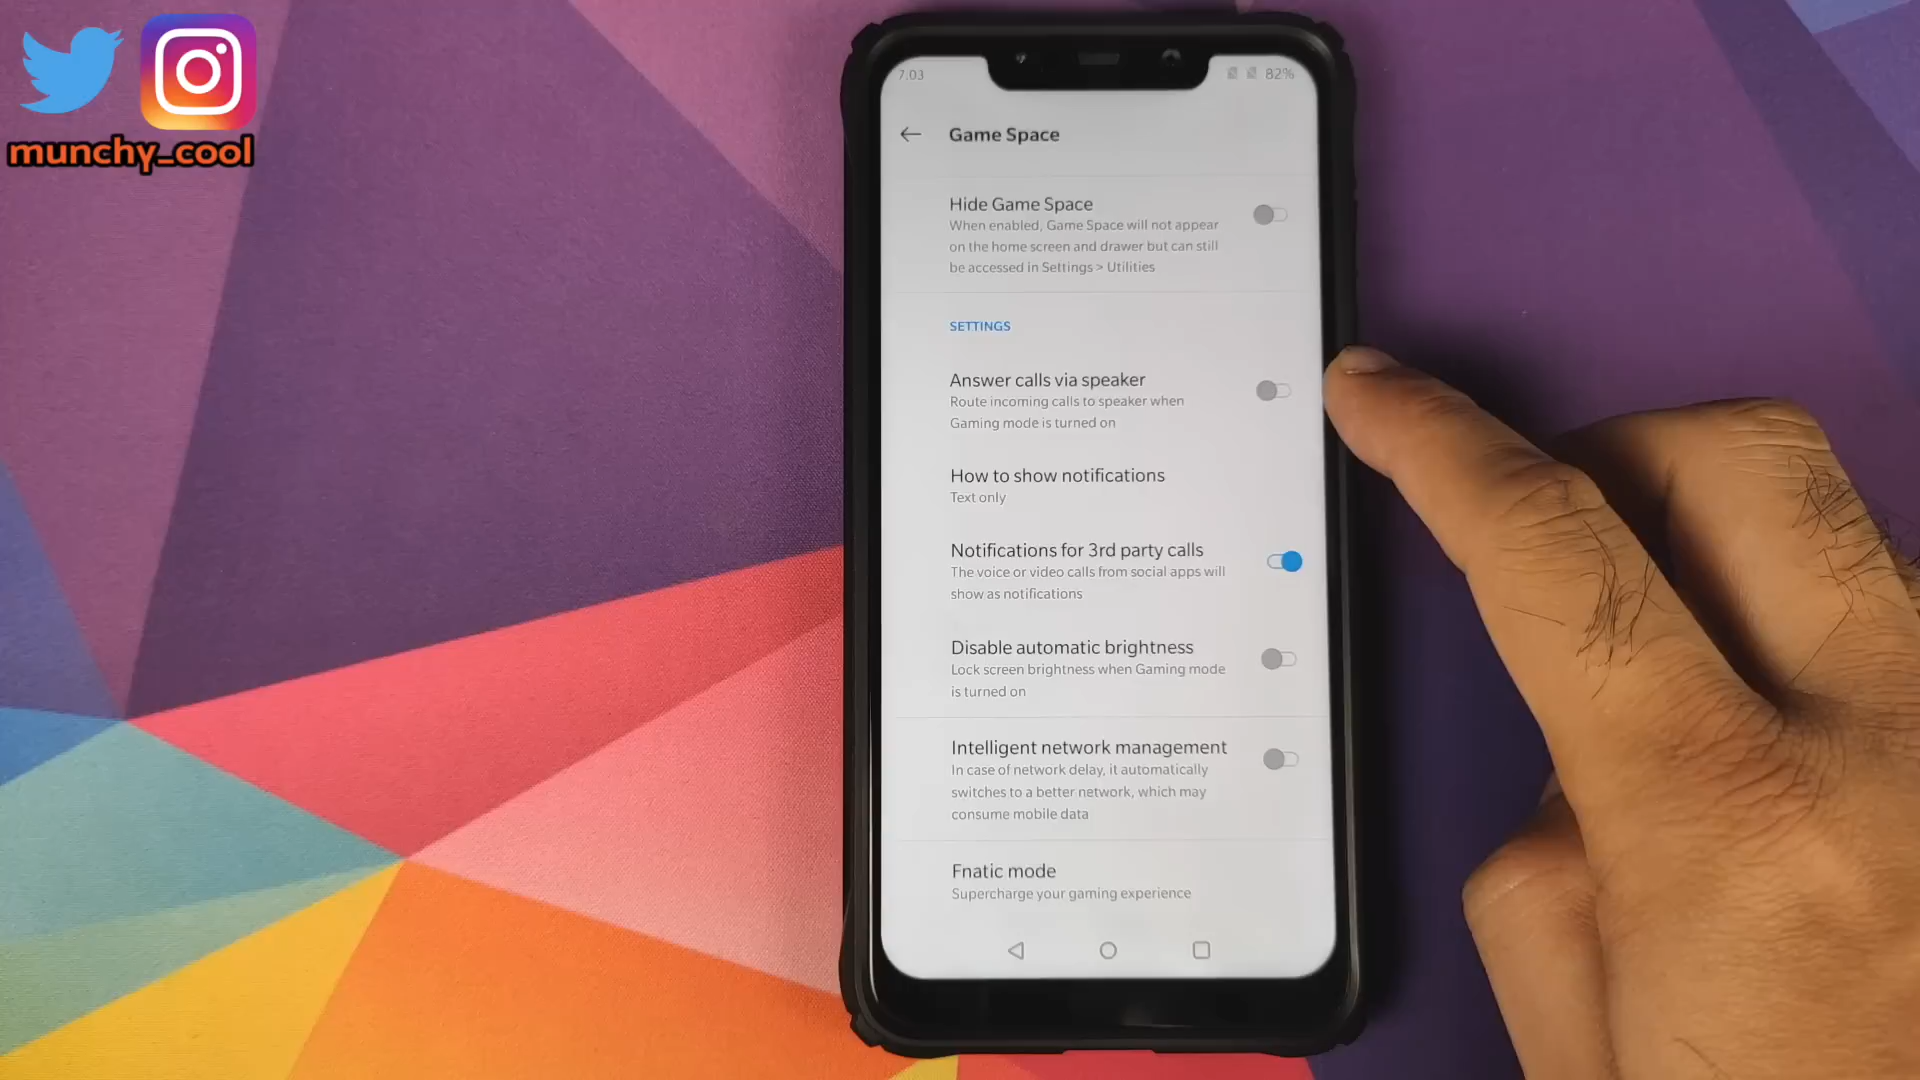 munchy_cool
7.03
82%
Game Space
Hide Game Space
When enabled, Game Space will not appear
on the home screen and drawer but can still
be accessed in Settings > Utilities
SETTINGS
Answer calls via speaker
Route incoming calls to speaker when
Gaming mode is turned on
How to show notifications
Text only
Notifications for 3rd party calls
The voice or video calls from social apps will
show as notifications
Disable automatic brightness
Lock screen brightness when Gaming mode
is turned on
Intelligent network management
In case of network delay, it automatically
switches to a better network, which may
consume mobile data
Fnatic mode
Supercharge your gaming experience